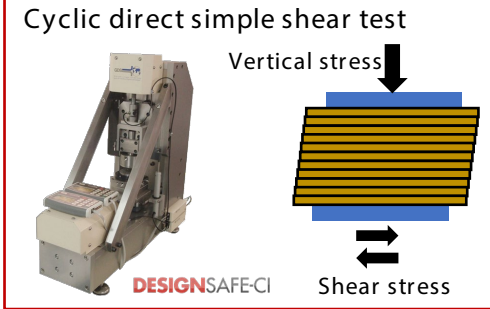 Cyclic direct simple shear test
Vertical stress
DESIGNSAFE-CI
Shear stress